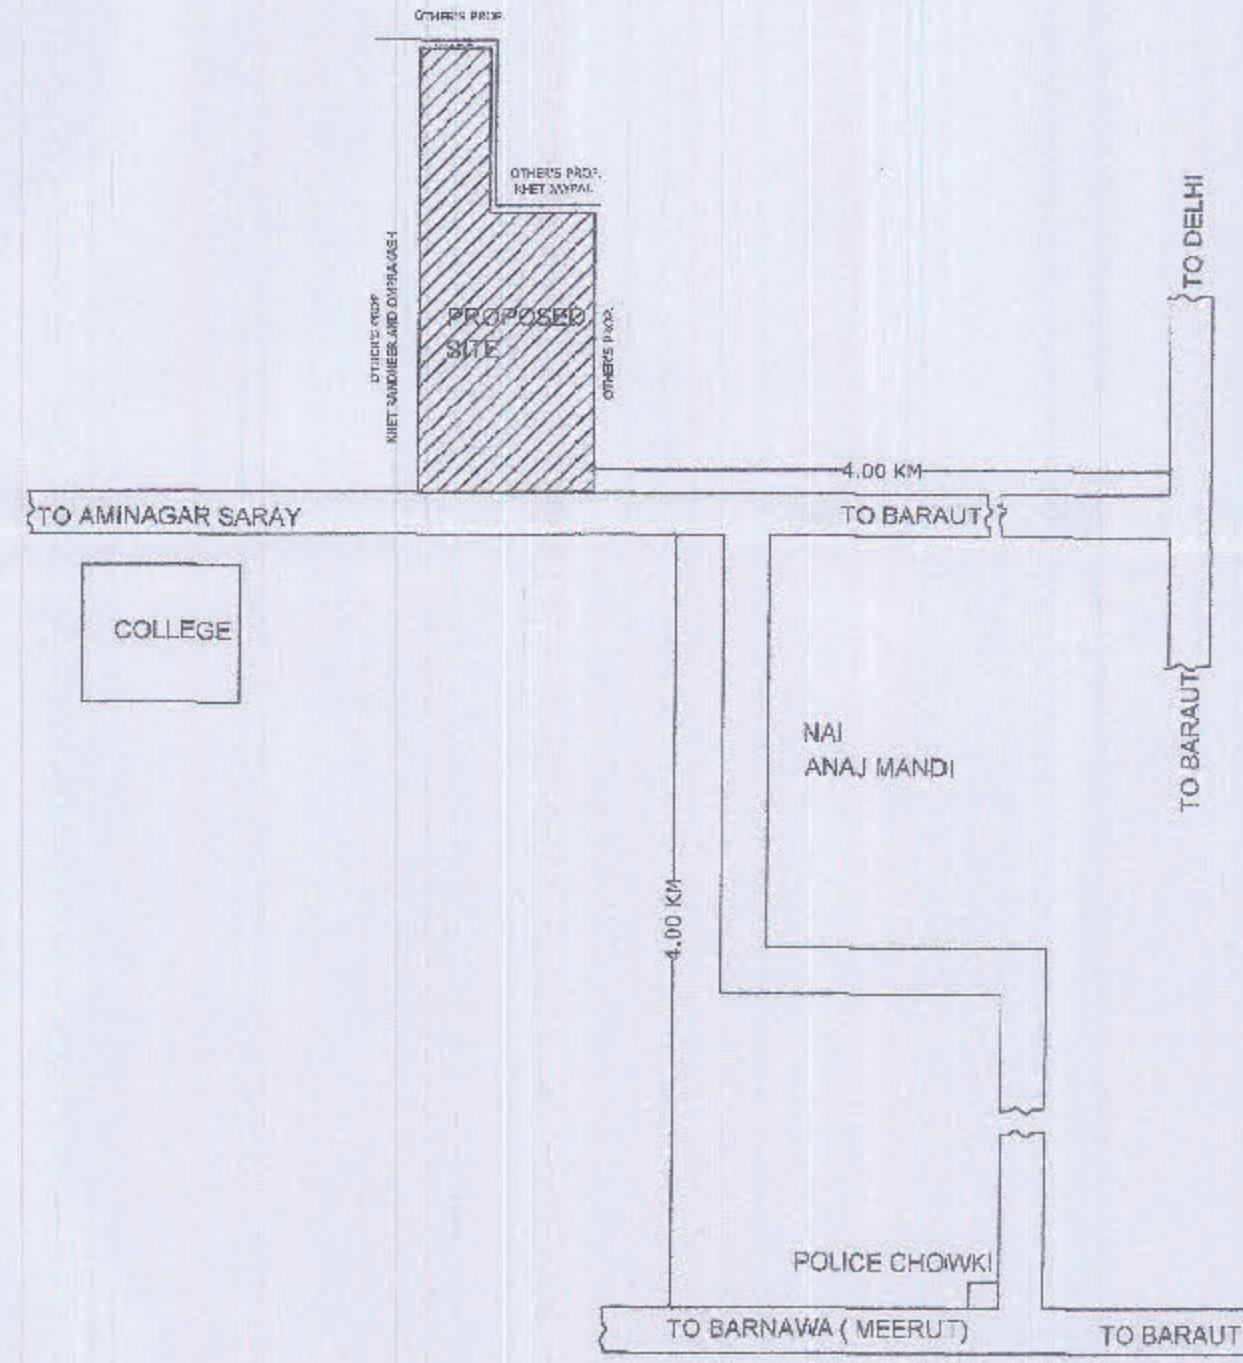 OTHER'S PROP.
OTHER'S PROP.
KHET JAYPAL
TO DELHI
OTHER'S PROP.
KHET RANDHEER AND OMPRAKASH
PROPOSED
SITE
OTHER'S PROP.
4.00 KM
TO AMINAGAR SARAY
TO BARAUT
COLLEGE
NAI
ANAJ MANDI
TO BARAUT
4.00 KM
POLICE CHOWKI
TO BARNAWA ( MEERUT)
TO BARAUT